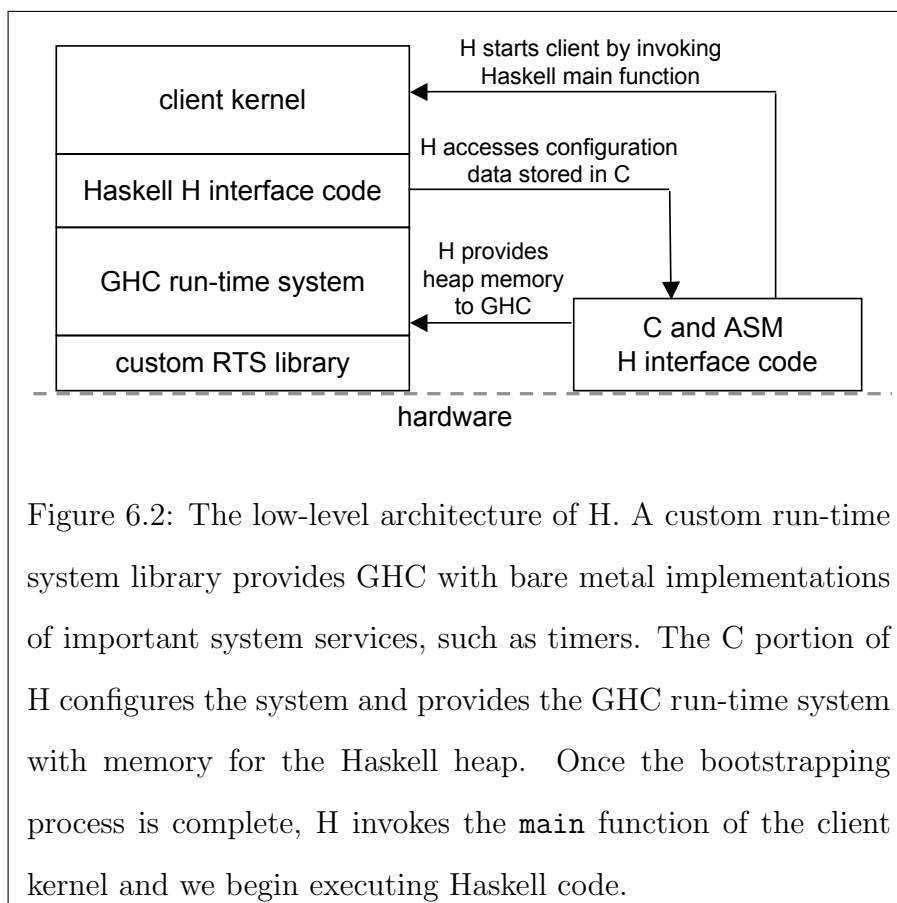 H starts client by invoking
Haskell main function
client kernel
H accesses configuration
data stored in C
Haskell H interface code
H provides
heap memory
to GHC
GHC run-time system
C and ASM
H interface code
custom RTS library
hardware
Figure 6.2: The low-level architecture of H. A custom run-time
system library provides GHC with bare metal implementations
of important system services, such as timers. The C portion of
H configures the system and provides the GHC run-time system
with memory for the Haskell heap. Once the bootstrapping
process is complete, H invokes the main function of the client
kernel and we begin executing Haskell code.